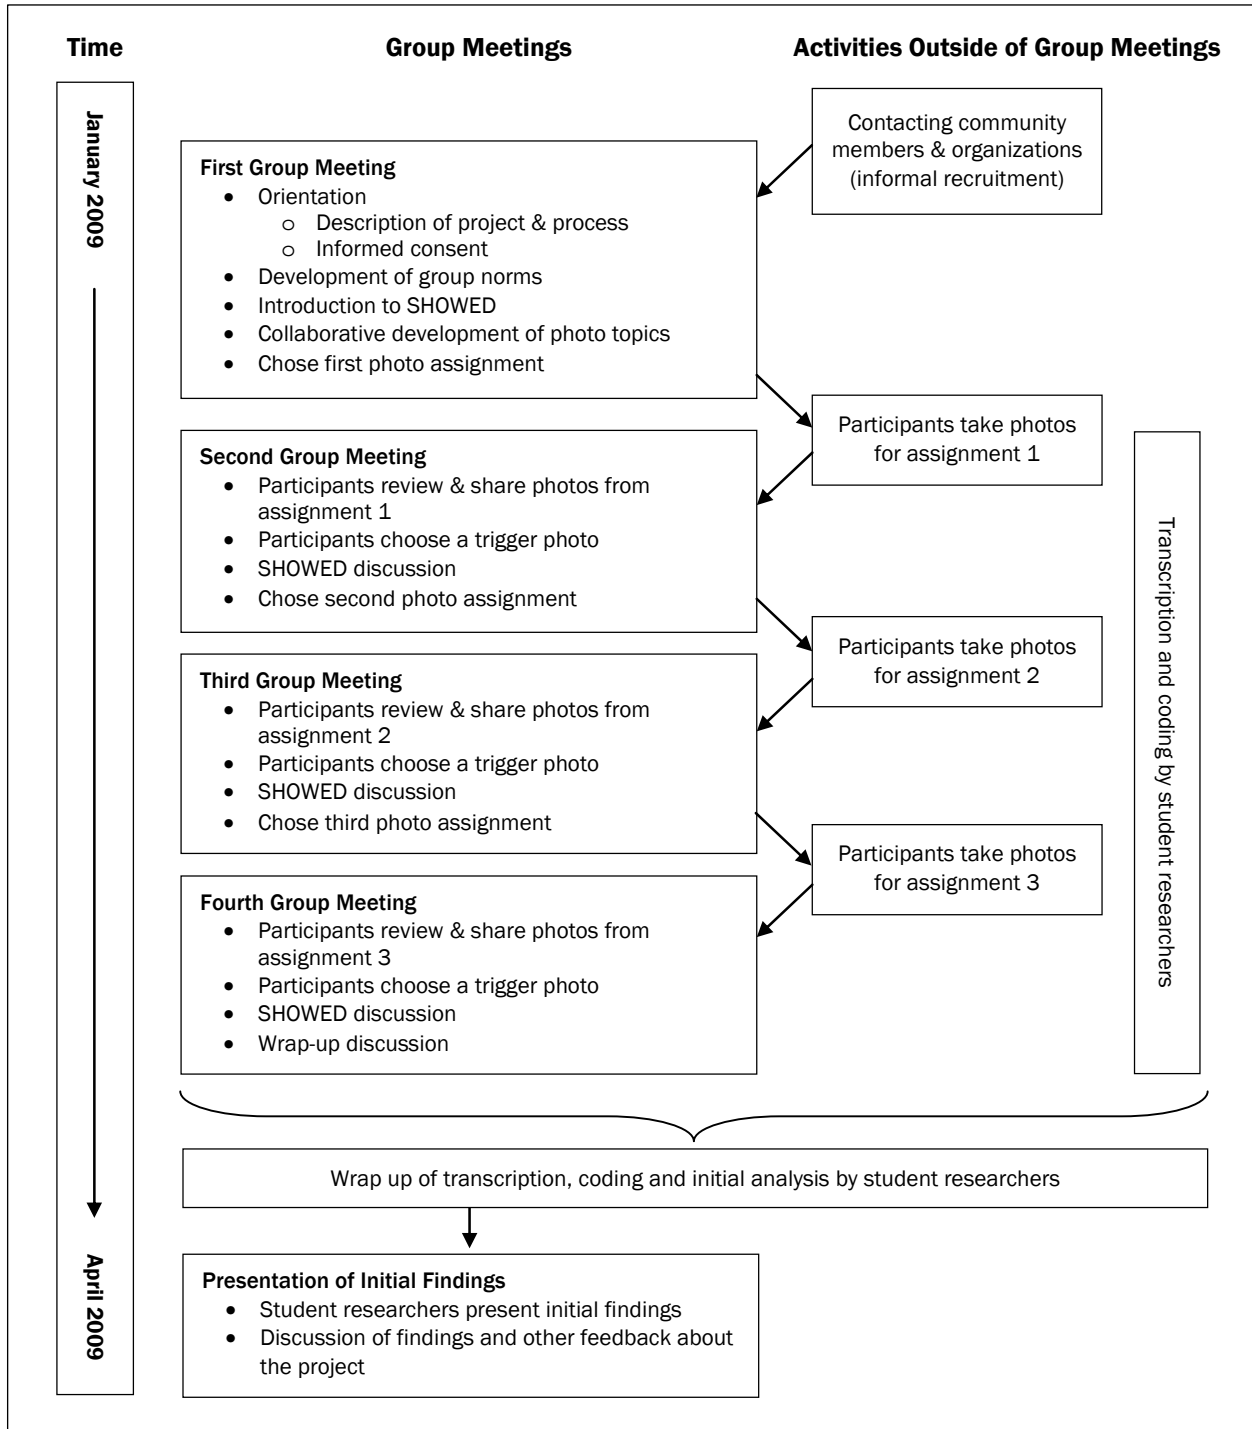 Time
Group Meetings
Activities Outside of Group Meetings
January 2009
April 2009
Contacting community
members & organizations
(informal recruitment)
First Group Meeting
• Orientation
o Description of project & process
o Informed consent
• Development of group norms
• Introduction to SHOWED
• Collaborative development of photo topics
• Chose first photo assignment
Participants take photos
for assignment 1
Second Group Meeting
• Participants review & share photos from
assignment 1
• Participants choose a trigger photo
• SHOWED discussion
• Chose second photo assignment
Participants take photos
for assignment 2
Third Group Meeting
• Participants review & share photos from
assignment 2
• Participants choose a trigger photo
• SHOWED discussion
• Chose third photo assignment
Participants take photos
for assignment 3
Fourth Group Meeting
• Participants review & share photos from
assignment 3
• Participants choose a trigger photo
• SHOWED discussion
• Wrap-up discussion
Transcription and coding by student researchers
Wrap up of transcription, coding and initial analysis by student researchers
Presentation of Initial Findings
• Student researchers present initial findings
• Discussion of findings and other feedback about
the project